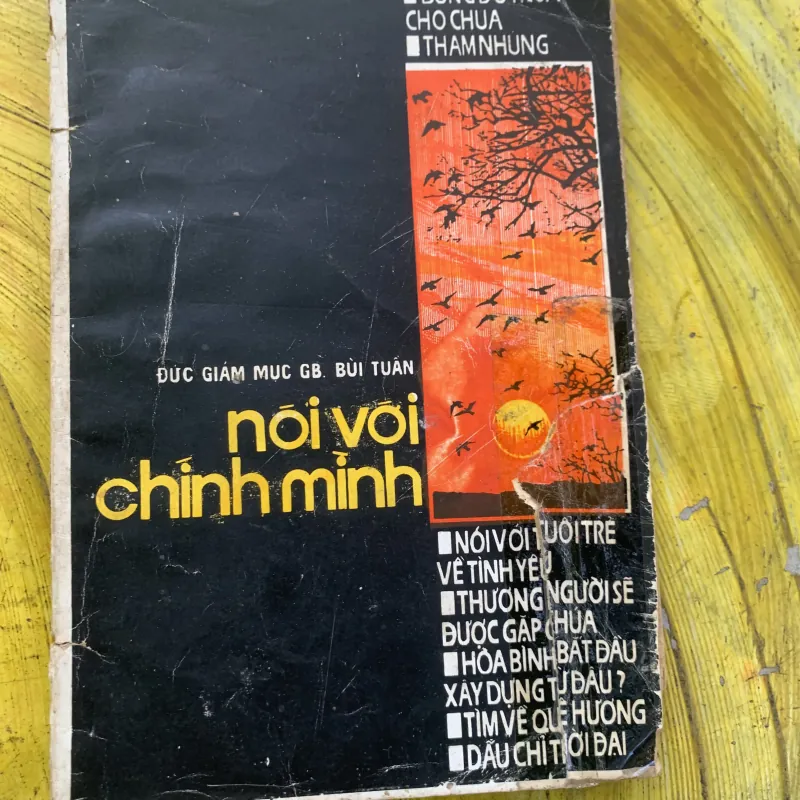 CHO CHÚA
THAM NHŨNG
ĐỨC GIÁM MỤC GB. BÙI TUẦN
nói với
chính mình
NÓI VỚI TUỔI TRẺ
VỀ TÌNH YÊU
THƯƠNG NGƯỜI SẼ
ĐƯỢC GẶP CHÚA
HÒA BÌNH BẮT ĐẦU
XÂY DỰNG TỪ ĐÂU ?
TÌM VỀ QUÊ HƯƠNG
DẤU CHỈ THỜI ĐẠI